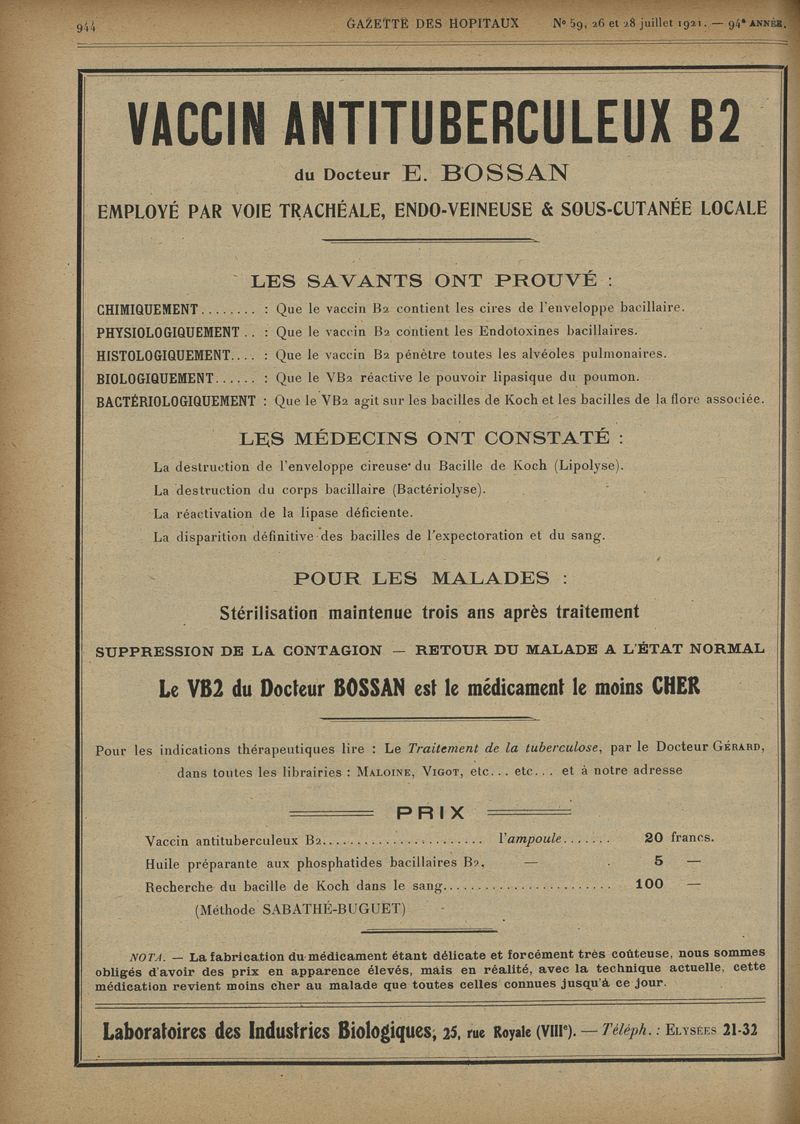 944 GAZETTE DES HOPITAUX N° 59, 26 et 28 juillet 1921. — 94ᵉ ANNÉE.
VACCIN ANTITUBERCULEUX B2
du Docteur E. BOSSAN
EMPLOYÉ PAR VOIE TRACHÉALE, ENDO-VEINEUSE & SOUS-CUTANÉE LOCALE
LES SAVANTS ONT PROUVÉ :
CHIMIQUEMENT........ : Que le vaccin B2 contient les cires de l'enveloppe bacillaire.
PHYSIOLOGIQUEMENT .. : Que le vaccin B2 contient les Endotoxines bacillaires.
HISTOLOGIQUEMENT.... : Que le vaccin B2 pénètre toutes les alvéoles pulmonaires.
BIOLOGIQUEMENT...... : Que le VB2 réactive le pouvoir lipasique du poumon.
BACTÉRIOLOGIQUEMENT : Que le VB2 agit sur les bacilles de Koch et les bacilles de la flore associée.
LES MÉDECINS ONT CONSTATÉ :
La destruction de l'enveloppe cireuse du Bacille de Koch (Lipolyse).
La destruction du corps bacillaire (Bactériolyse).
La réactivation de la lipase déficiente.
La disparition définitive des bacilles de l'expectoration et du sang.
POUR LES MALADES :
Stérilisation maintenue trois ans après traitement
SUPPRESSION DE LA CONTAGION — RETOUR DU MALADE A L'ÉTAT NORMAL
Le VB2 du Docteur BOSSAN est le médicament le moins CHER
Pour les indications thérapeutiques lire : Le Traitement de la tuberculose, par le Docteur GÉRARD,
dans toutes les librairies : MALOINE, VIGOT, etc... etc... et à notre adresse
PRIX
Vaccin antituberculeux B2........................ l'ampoule....... 20 francs.
Huile préparante aux phosphatides bacillaires B2. — . 5 —
Recherche du bacille de Koch dans le sang......................... 100 —
(Méthode SABATHÉ-BUGUET)
NOTA. — La fabrication du médicament étant délicate et forcément très coûteuse, nous sommes
obligés d'avoir des prix en apparence élevés, mais en réalité, avec la technique actuelle, cette
médication revient moins cher au malade que toutes celles connues jusqu'à ce jour.
Laboratoires des Industries Biologiques, 25, rue Royale (VIIIᵉ). — Téléph. : ELYSÉES 21-32